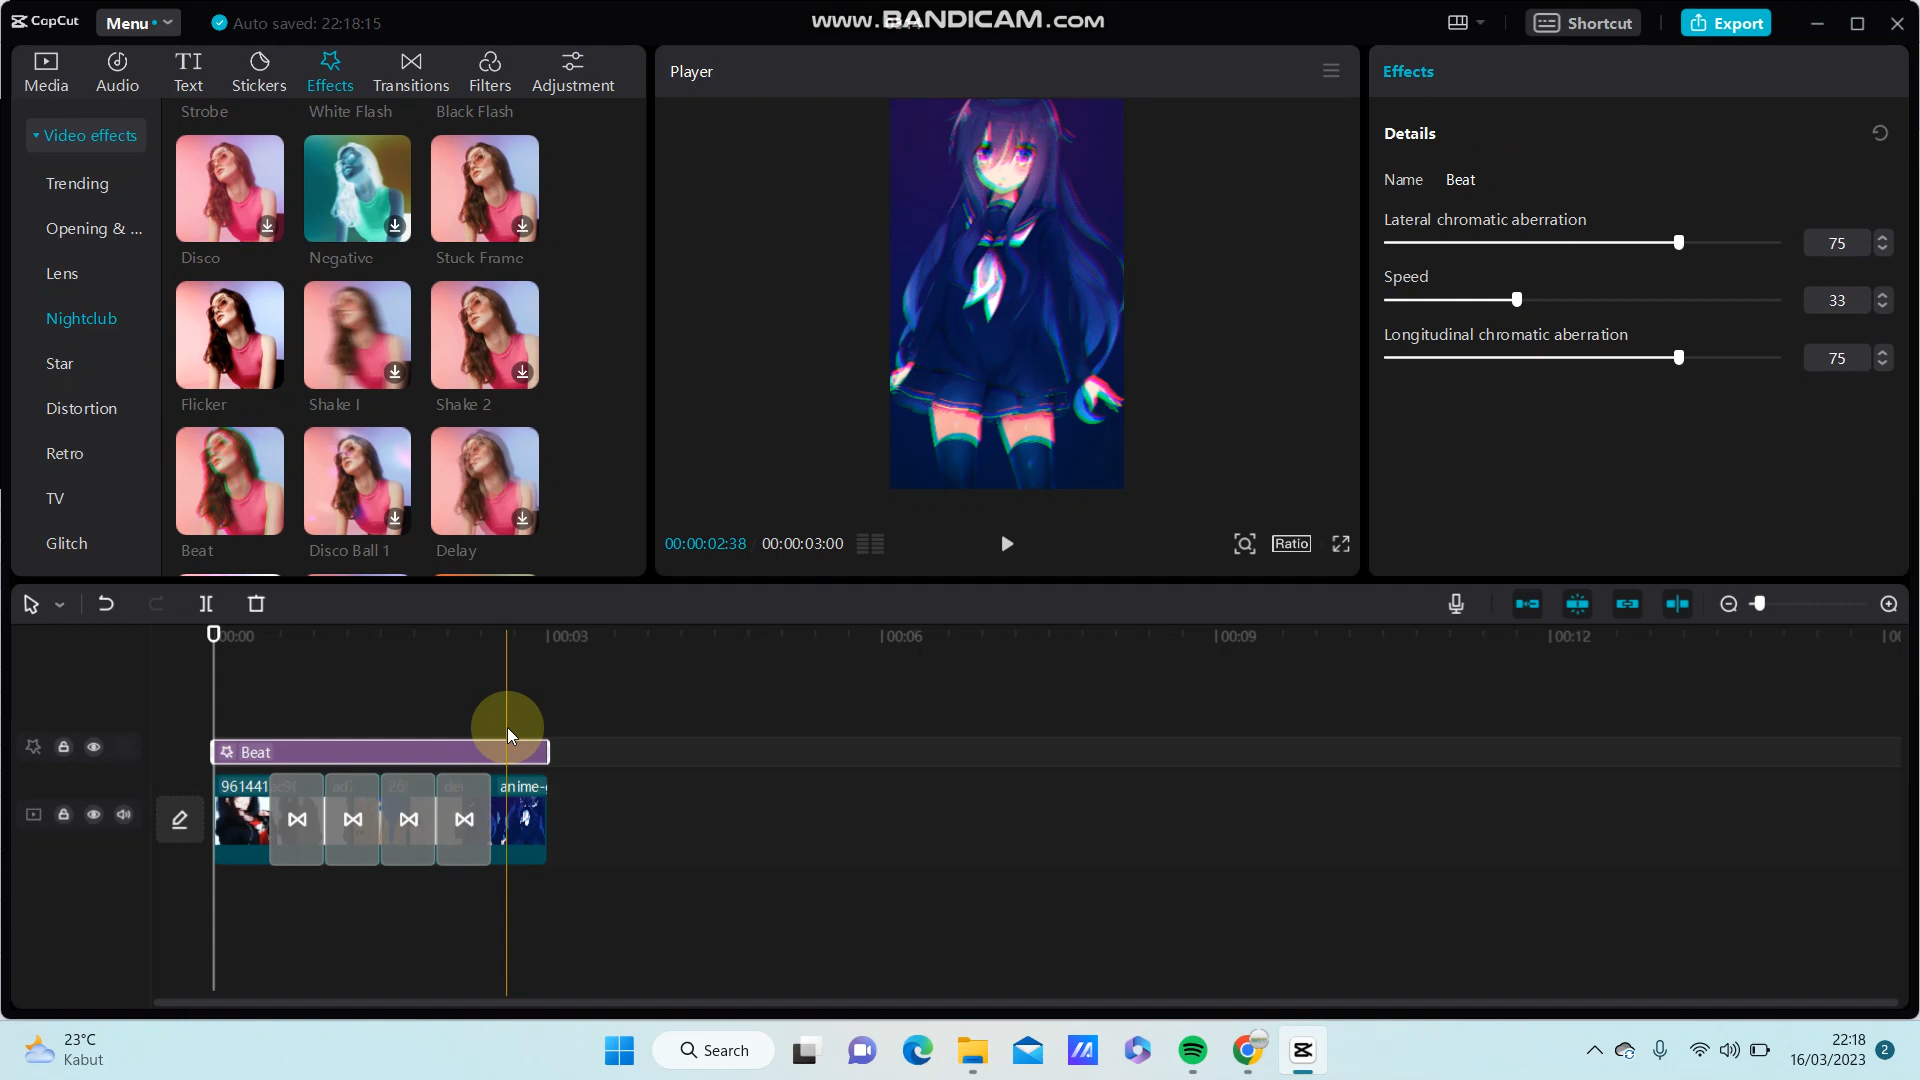 CapCut
Menu
Auto saved: 22:18:15
www.BANDICAM.com
Shortcut
Export
Media
Audio
Text
Stickers
Effects
Transitions
Filters
Adjustment
Video effects
Trending
Opening & ...
Lens
Nightclub
Star
Distortion
Retro
TV
Glitch
Strobe
White Flash
Black Flash
Disco
Negative
Stuck Frame
Flicker
Shake 1
Shake 2
Beat
Disco Ball 1
Delay
Player
00:00:02:38
00:00:03:00
Ratio
Effects
Details
Name
Beat
Lateral chromatic aberration
75
Speed
33
Longitudinal chromatic aberration
75
00:00
00:03
00:06
00:09
00:12
Beat
961441
anime-
23°C
Kabut
Search
22:18
16/03/2023
2